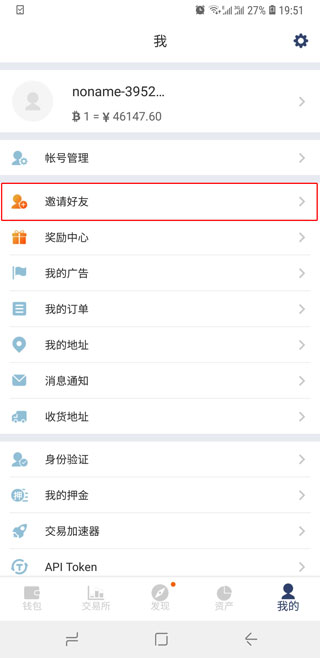 27% 19:51
我
noname-3952...
₿ 1 = ¥ 46147.60
帐号管理
邀请好友
奖励中心
我的广告
我的订单
我的地址
消息通知
收货地址
身份验证
押 我的押金
交易加速器
API Token
钱包 交易所 发现 资产 我的